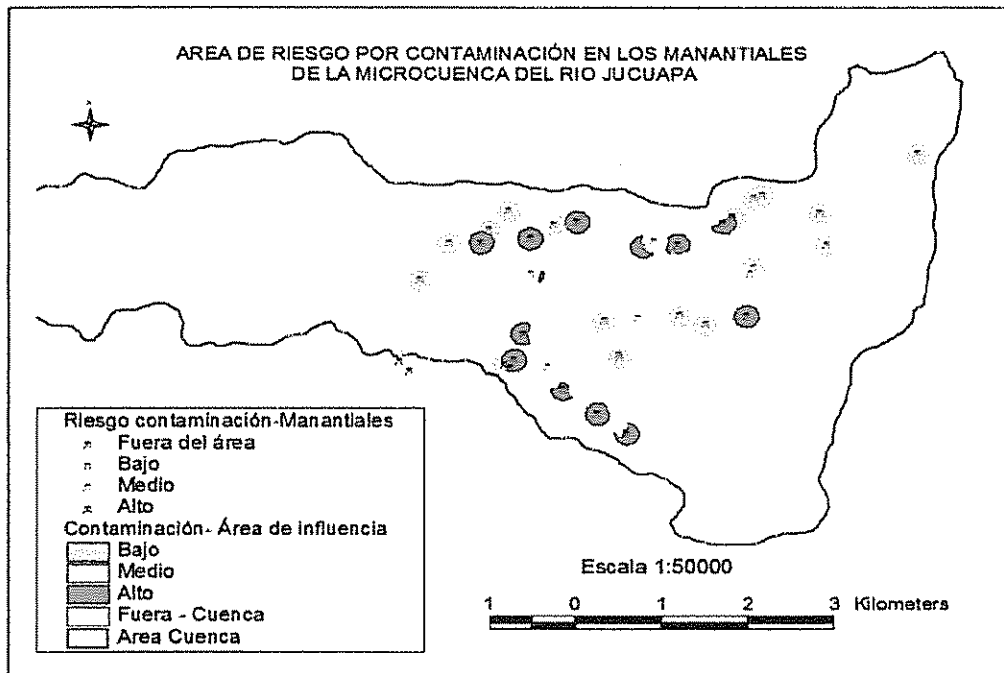 AREA DE RIESGO POR CONTAMINACIÓN EN LOS MANANTIALES
DE LA MICROCUENCA DEL RIO JUCUAPA
Riesgo contaminación-Manantiales
Fuera del área
Bajo
Medio
Alto
Contaminación- Área de influencia
Bajo
Medio
Alto
Fuera - Cuenca
Area Cuenca
Escala 1:50000
1 0 1 2 3 Kilometers